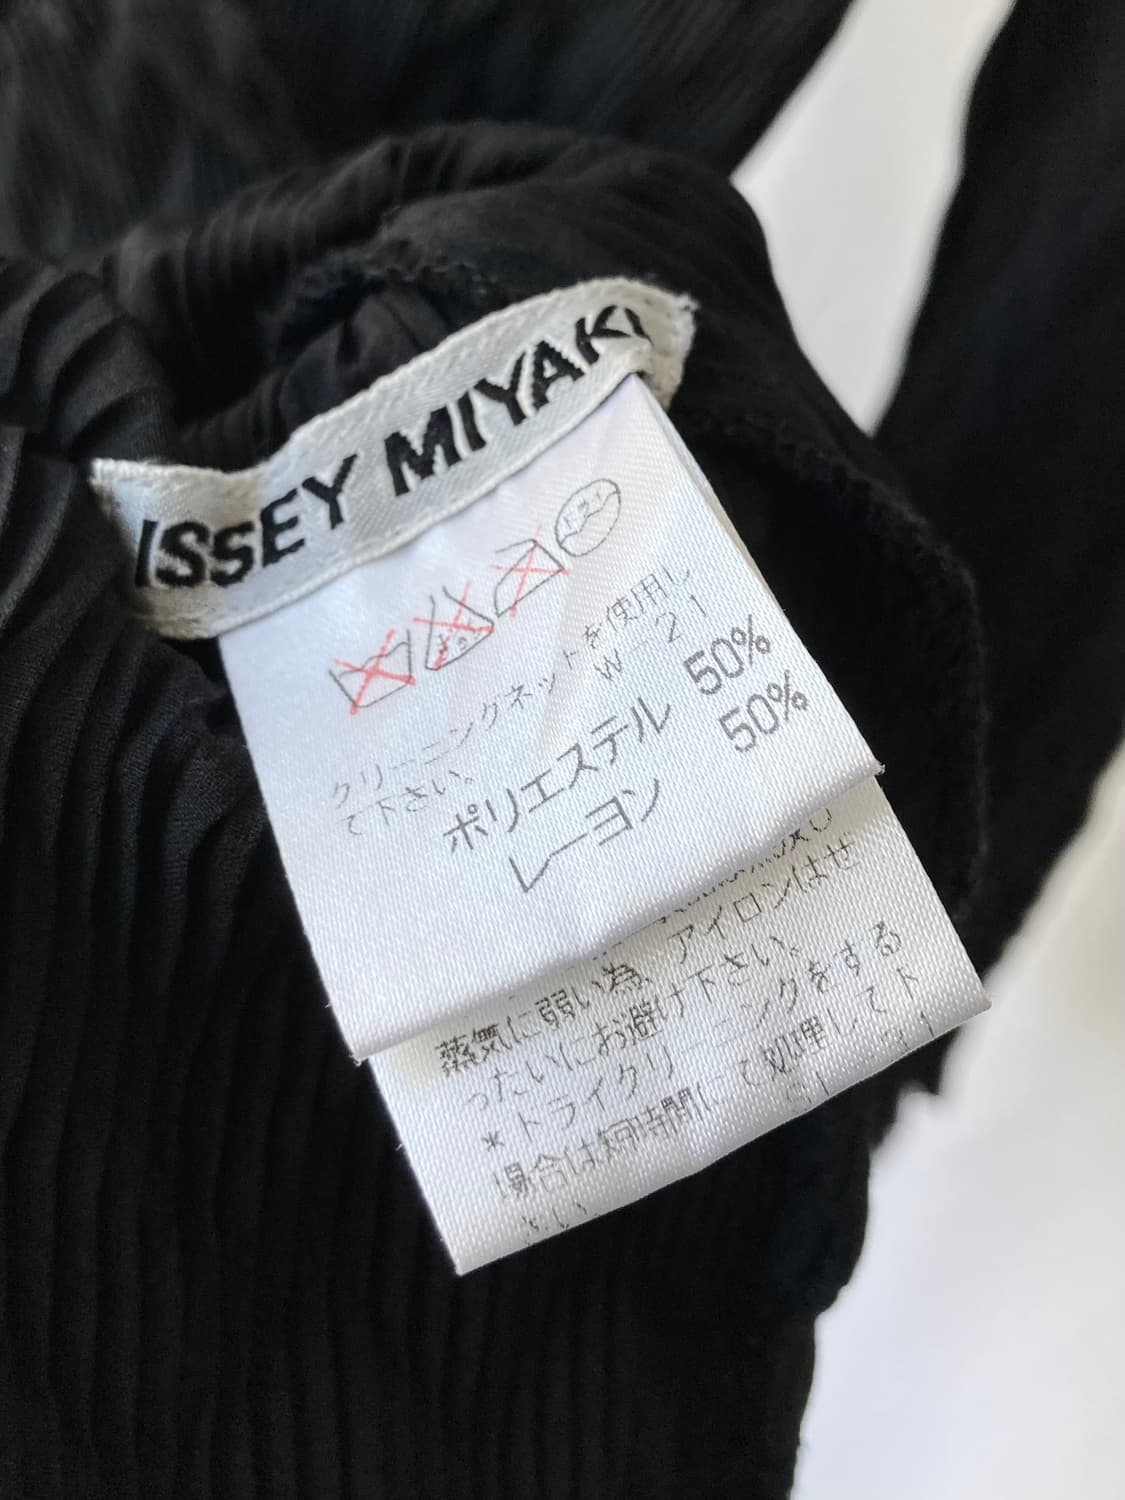 ISSEY MIYAK
クリーニングネットを使用し
て下さい。 W-21
ポリエステル 50%
レーヨン 50%
蒸気に弱い為、アイロンはぜ
ったいにお避け下さい。
*ドライクリーニングをする
場合は短時間にて処理して下
さい。 S1